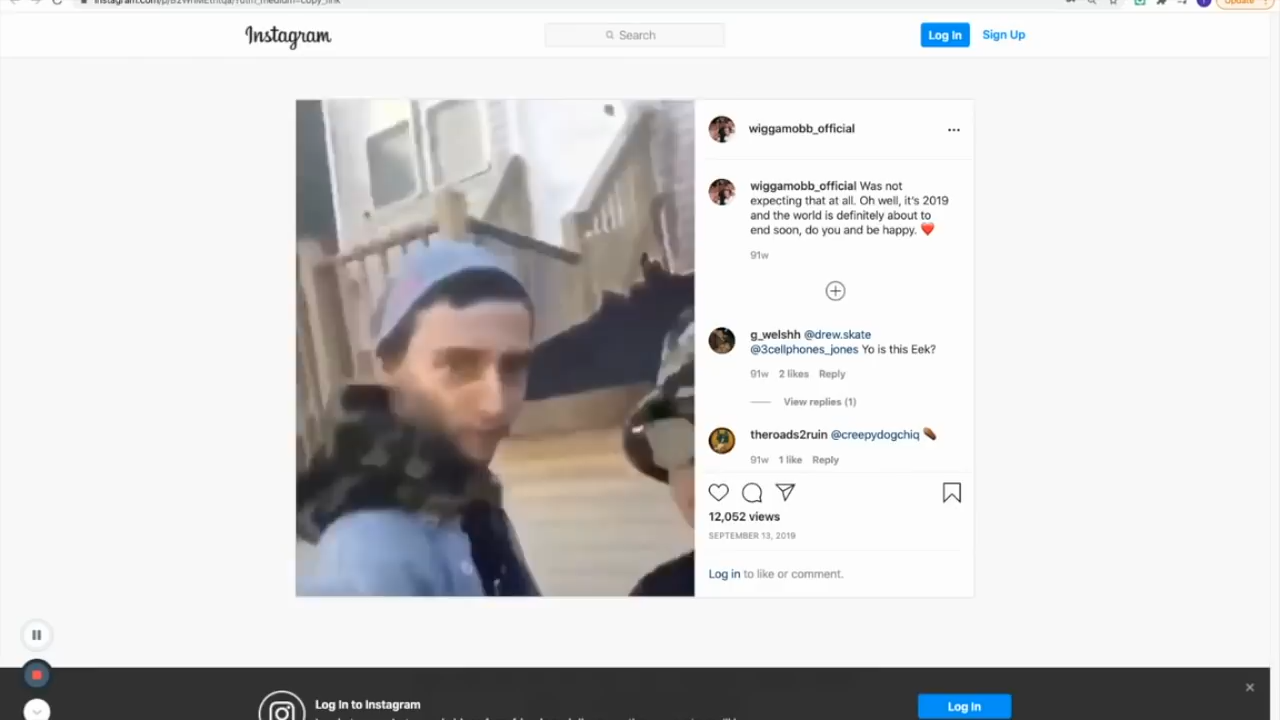 Instagram
Search
Log In
Sign Up
wiggamobb_official
wiggamobb_official Was not
expecting that at all. Oh well, it's 2019
and the world is definitely about to
end soon, do you and be happy. ❤️
91w
g_welshh @drew.skate
@3cellphones_jones Yo is this Eek?
91w 2 likes Reply
View replies (1)
theroads2ruin @creepydogchiq ⚰️
91w 1 like Reply
12,052 views
SEPTEMBER 13, 2019
Log in to like or comment.
Log In to Instagram
Log In